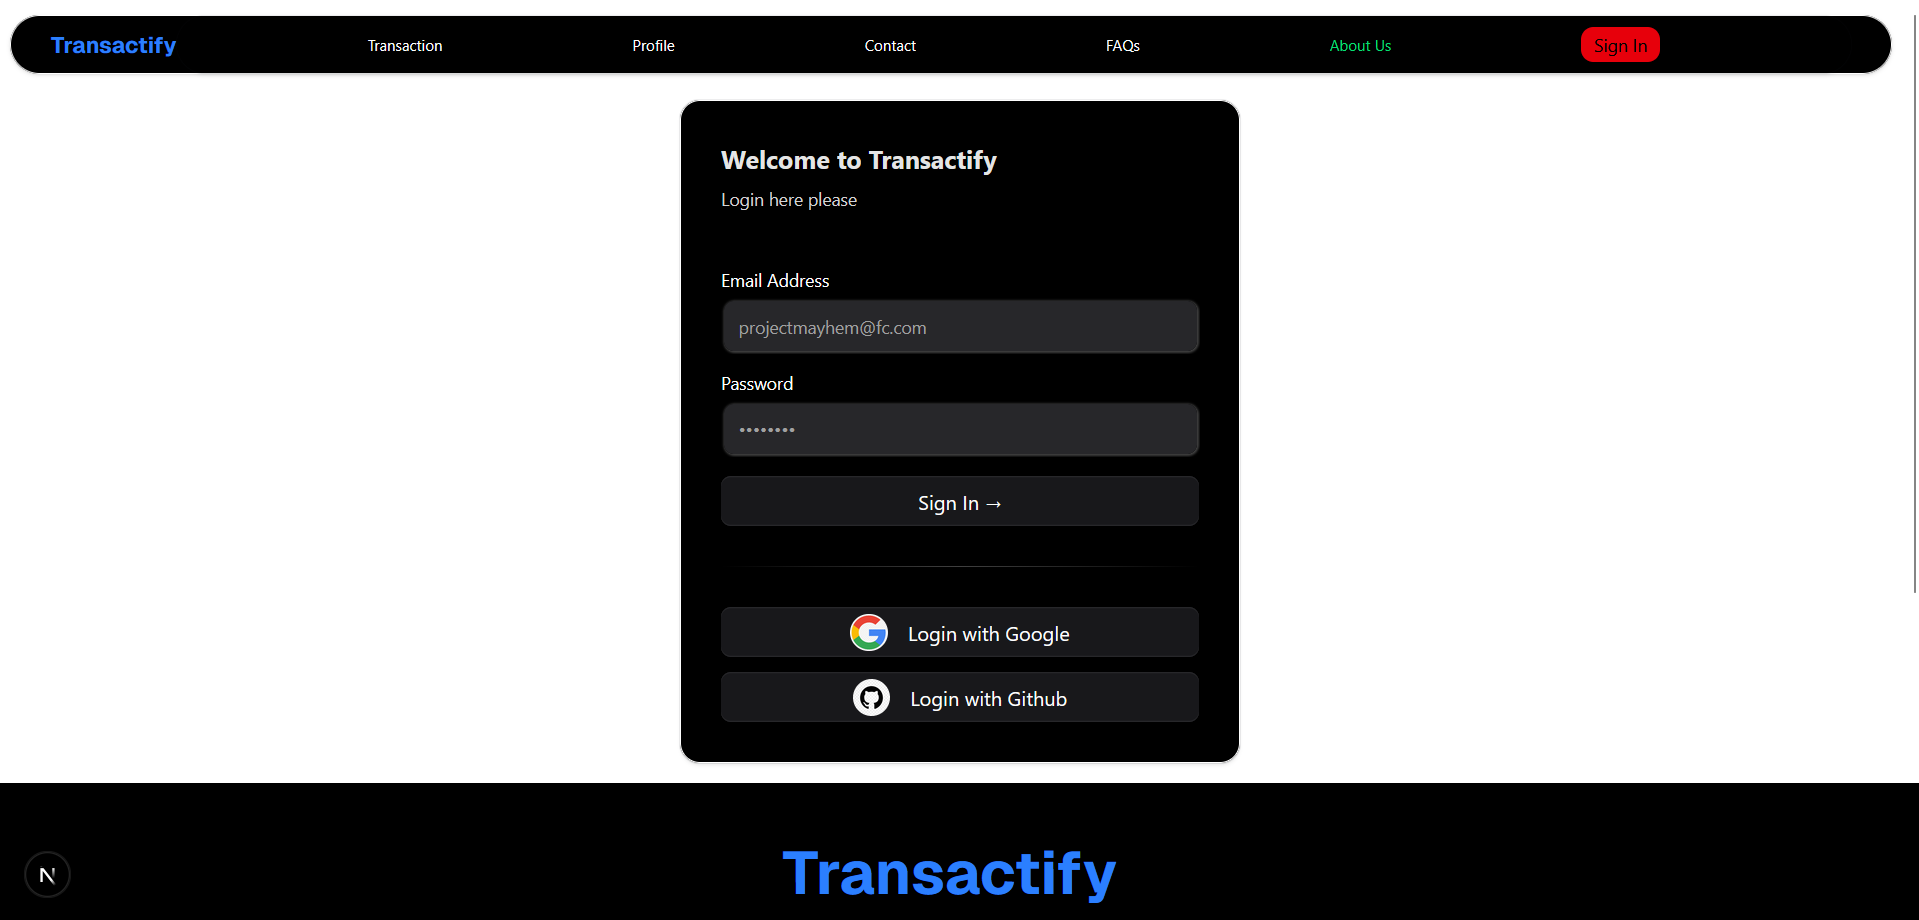 Transactify Transaction Profile Contact FAQs About Us Sign In
Welcome to Transactify
Login here please
Email Address
projectmayhem@fc.com
Password
••••••••
Sign In →
Login with Google
Login with Github
Transactify
N